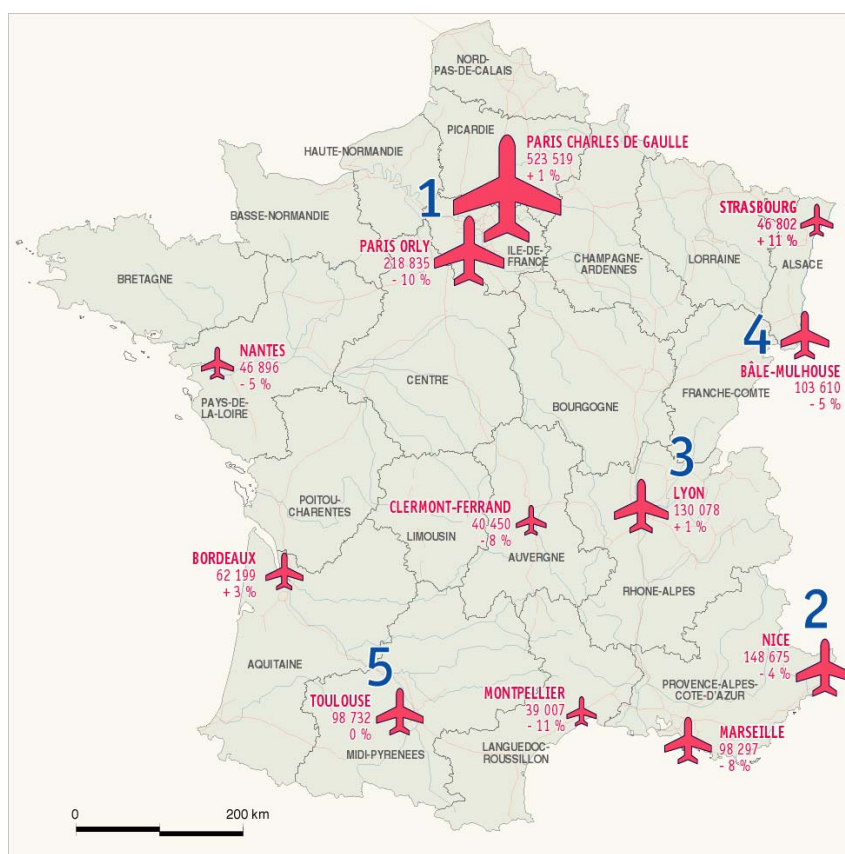 NORD-
PAS-DE-CALAIS
PICARDIE
HAUTE-NORMANDIE
PARIS CHARLES DE GAULLE
523 519
+ 1 %
1
BASSE-NORMANDIE
STRASBOURG
46 802
+ 11 %
PARIS ORLY
218 835
- 10 %
ILE-DE-
FRANCE
CHAMPAGNE-
ARDENNES
LORRAINE
ALSACE
BRETAGNE
4
BÂLE-MULHOUSE
103 610
- 5 %
NANTES
46 896
- 5 %
PAYS-DE-
LA-LOIRE
CENTRE
BOURGOGNE
FRANCHE-COMTE
3
LYON
130 078
+ 1 %
POITOU-
CHARENTES
CLERMONT-FERRAND
40 450
- 8 %
LIMOUSIN
AUVERGNE
BORDEAUX
62 199
+ 3 %
RHONE-ALPES
2
NICE
148 675
- 4 %
AQUITAINE
5
TOULOUSE
98 732
0 %
MIDI-PYRENEES
MONTPELLIER
39 007
- 11 %
LANGUEDOC-
ROUSSILLON
PROVENCE-ALPES-
COTE-D'AZUR
MARSEILLE
98 297
- 8 %
0 200 km